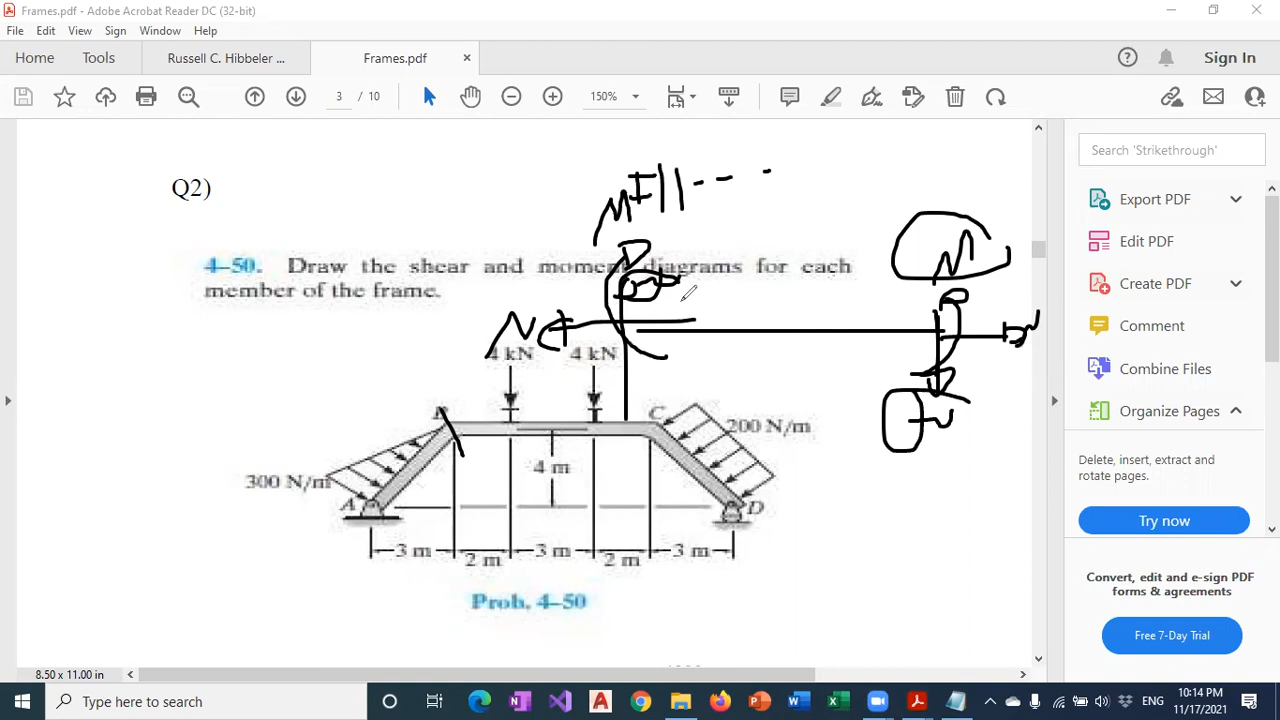 Frames.pdf - Adobe Acrobat Reader DC (32-bit)
File Edit View Sign Window Help
Home Tools Russell C. Hibbeler ... Frames.pdf × Sign In
3 / 10 150%
Search 'Strikethrough'
Q2)
Export PDF
Edit PDF
Create PDF
Comment
Combine Files
Organize Pages
Delete, insert, extract and
rotate pages.
Try now
Convert, edit and e-sign PDF
forms & agreements
Free 7-Day Trial
M
M
4–50. Draw the shear and moment diagrams for each
member of the frame.
N
N
4 kN 4 kN
C
200 N/m
4 m
300 N/m
A D
3 m 2 m 3 m 2 m 3 m
Prob. 4–50
8.50 x 11.00 in
Type here to search
ENG
10:14 PM
11/17/2021